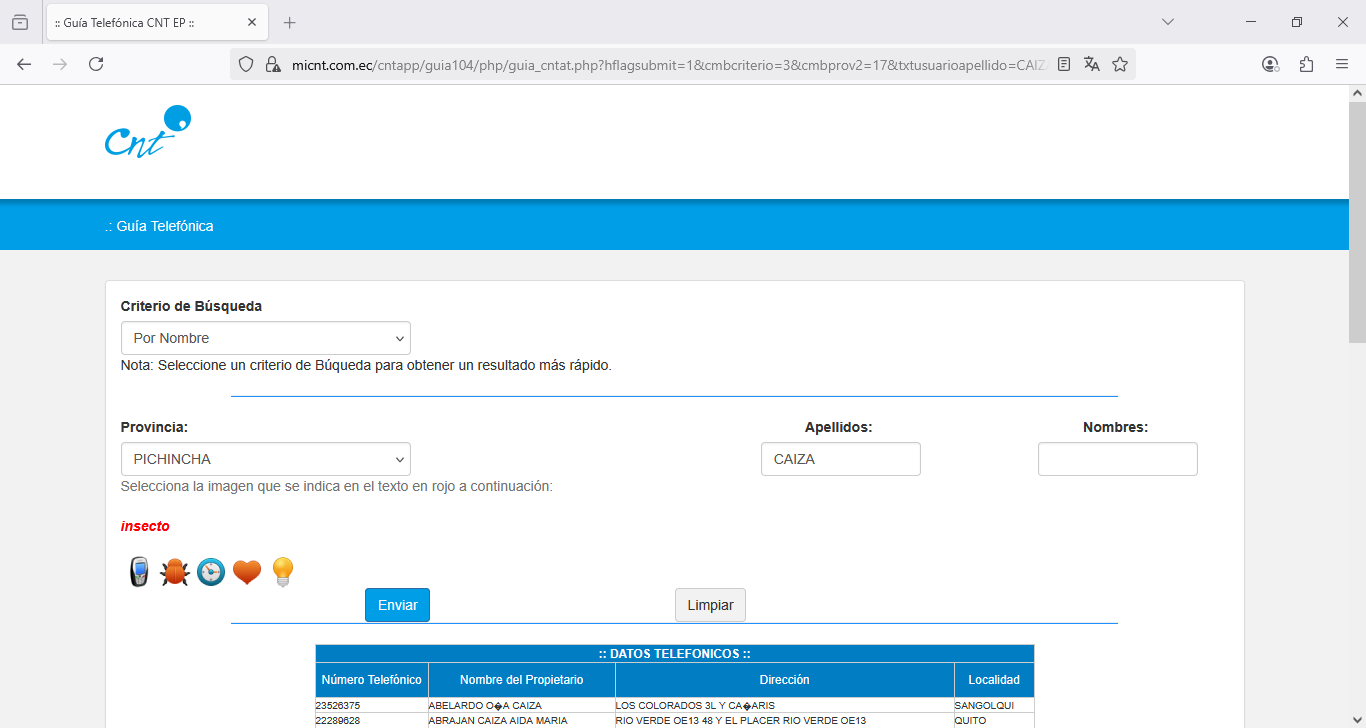 :: Guía Telefónica CNT EP ::
micnt.com.ec/cntapp/guia104/php/guia_cntat.php?hflagsubmit=1&cmbcriterio=3&cmbprov2=17&txtusuarioapellido=CAIZ
Cnt
.: Guía Telefónica
Criterio de Búsqueda
Por Nombre
Nota: Seleccione un criterio de Búqueda para obtener un resultado más rápido.
Provincia: Apellidos: Nombres:
PICHINCHA CAIZA
Selecciona la imagen que se indica en el texto en rojo a continuación:
insecto
Enviar Limpiar
:: DATOS TELEFONICOS ::
Número Telefónico Nombre del Propietario Dirección Localidad
23526375 ABELARDO O�A CAIZA LOS COLORADOS 3L Y CA�ARIS SANGOLQUI
22289628 ABRAJAN CAIZA AIDA MARIA RIO VERDE OE13 48 Y EL PLACER RIO VERDE OE13 QUITO